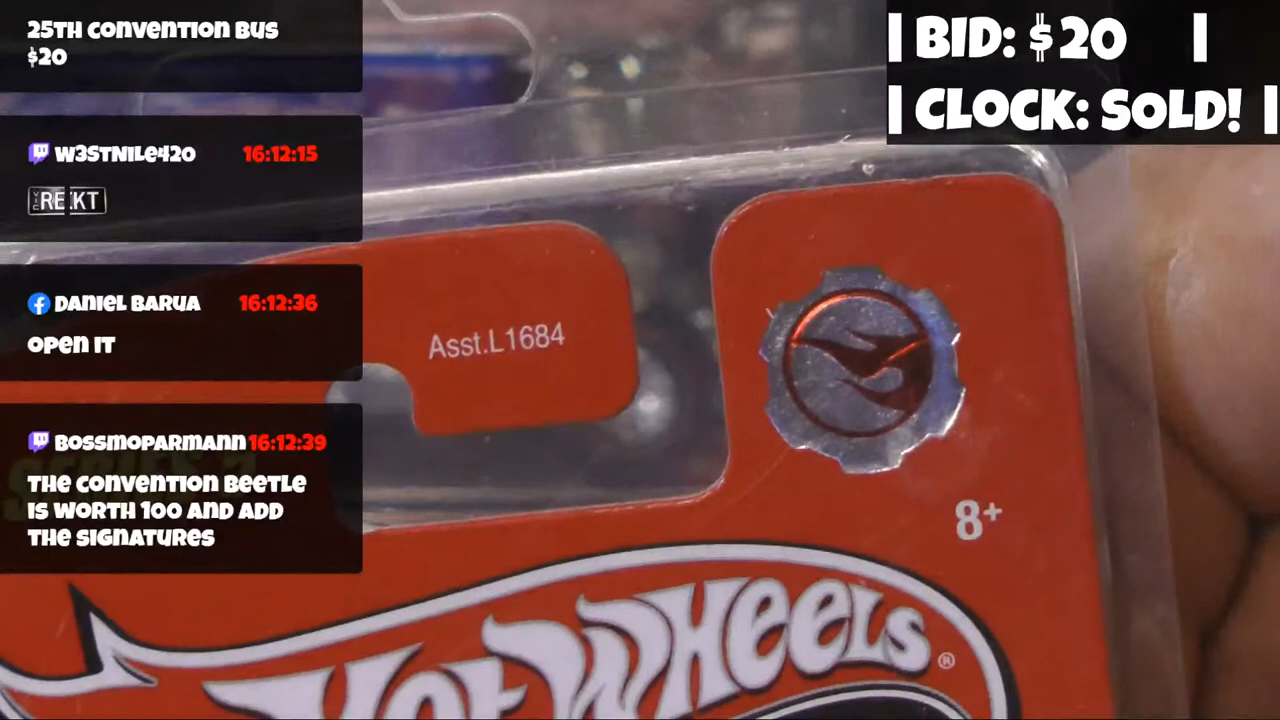 25TH CONVENTION BUS
$20
W3STNILE420 16:12:15
REKT
DANIEL BARUA 16:12:36
OPEN IT
BOSSMOPARMANN 16:12:39
THE CONVENTION BEETLE
IS WORTH 100 AND ADD
THE SIGNATURES
| BID: $20 |
| CLOCK: SOLD! |
Asst.L1684
8+
Hot Wheels®